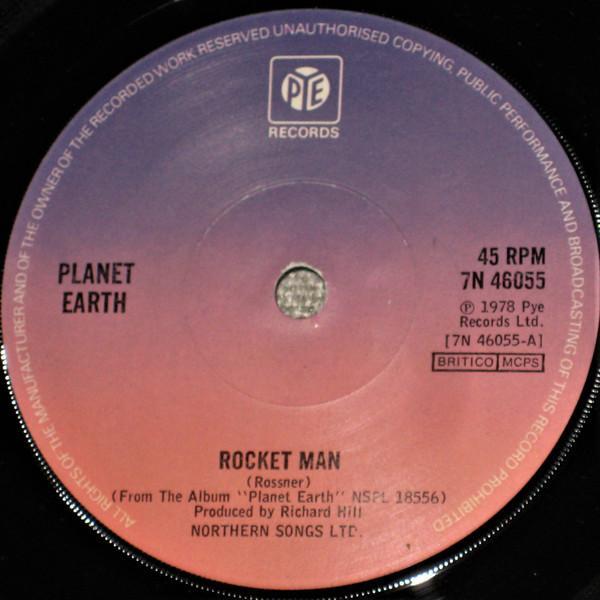 ALL RIGHTS OF THE MANUFACTURER AND OF THE OWNER OF THE RECORDED WORK RESERVED UNAUTHORISED COPYING, PUBLIC PERFORMANCE AND BROADCASTING OF THIS RECORD PROHIBITED
PYE
RECORDS
PLANET
EARTH
45 RPM
7N 46055
℗ 1978 Pye
Records Ltd.
[7N 46055-A]
BRITICO MCPS
ROCKET MAN
(Rossner)
(From The Album "Planet Earth" NSPL 18556)
Produced by Richard Hill
NORTHERN SONGS LTD.